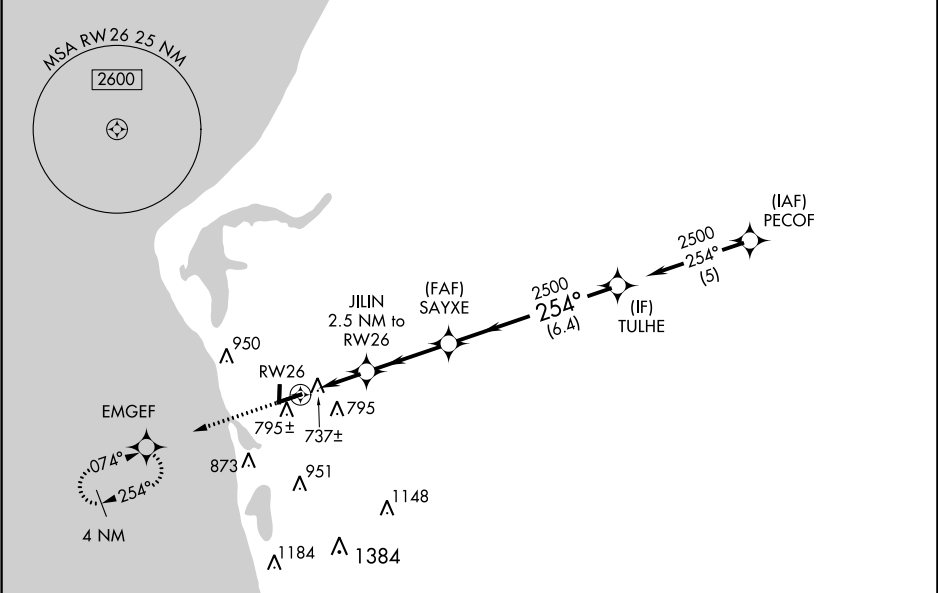 MSA RW26 25 NM
2600
(IAF)
PECOF
2500
254°
(5)
(IF)
TULHE
2500
254°
(6.4)
(FAF)
SAYXE
JILIN
2.5 NM to
RW26
950
RW26
795±
737±
795
EMGEF
074°
254°
4 NM
873
951
1148
1184
1384